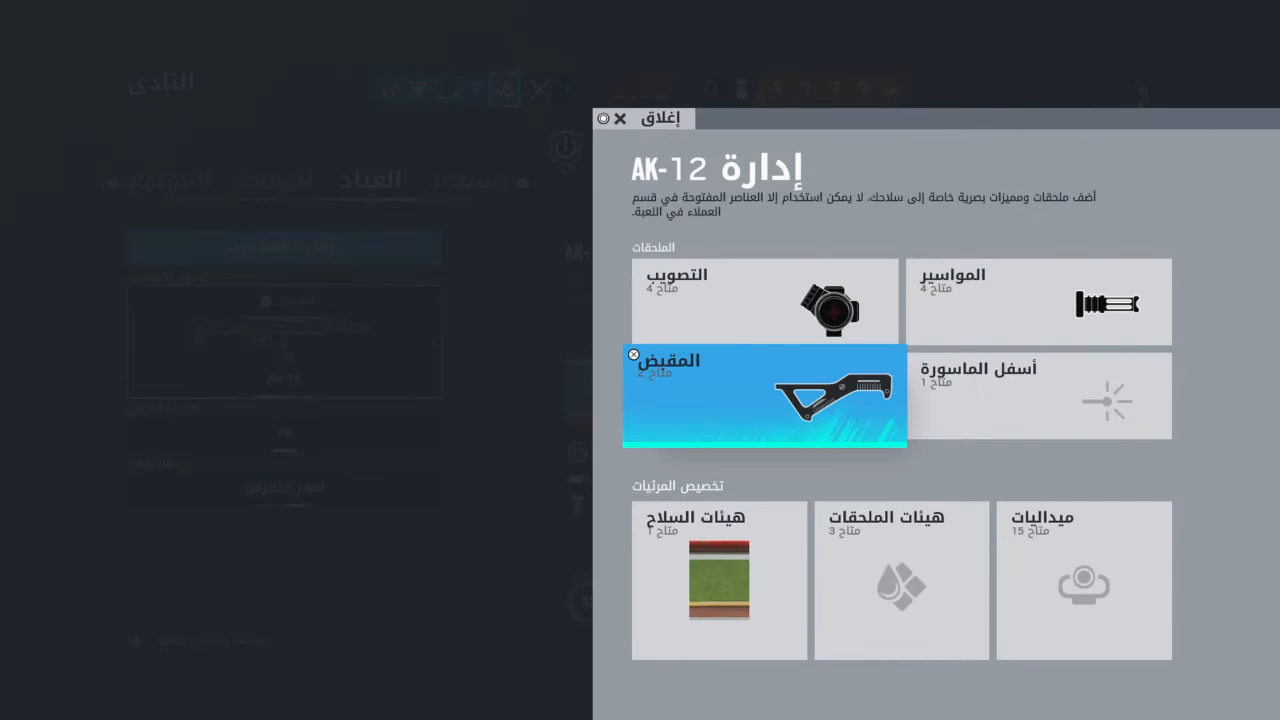 النادي
العتاد
إغلاق
إدارة AK-12
أضف ملحقات ومميزات بصرية خاصة إلى سلاحك. لا يمكن استخدام إلا العناصر المفتوحة في قسم
العملاء في اللعبة.
الملحقات
التصويب
متاح 4
المواسير
متاح 4
المقبض
متاح 2
أسفل الماسورة
متاح 1
تخصيص المرئيات
هيئات السلاح
متاح 1
هيئات الملحقات
متاح 3
ميداليات
متاح 15